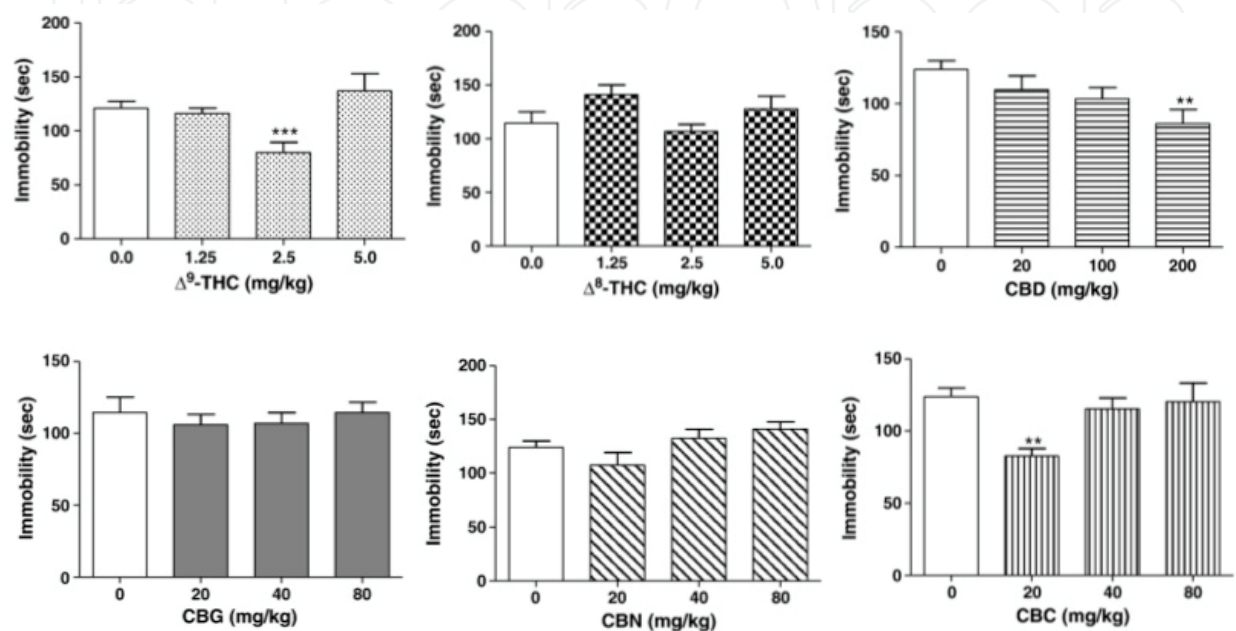 200
150
100
50
0
Immobility (sec)
***
0.0 1.25 2.5 5.0
Δ⁹-THC (mg/kg)
200
150
100
50
0
Immobility (sec)
0.0 1.25 2.5 5.0
Δ⁸-THC (mg/kg)
150
100
50
0
Immobility (sec)
**
0 20 100 200
CBD (mg/kg)
150
100
50
0
Immobility (sec)
0 20 40 80
CBG (mg/kg)
200
150
100
50
0
Immobility (sec)
0 20 40 80
CBN (mg/kg)
150
100
50
0
Immobility (sec)
**
0 20 40 80
CBC (mg/kg)